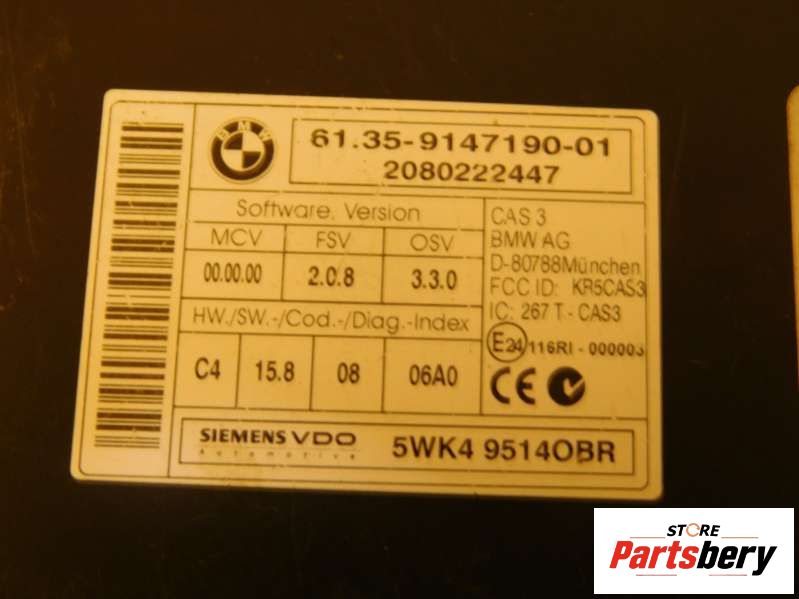 BMW
61.35-9147190-01
2080222447
Software. Version
MCV FSV OSV
00.00.00 2.0.8 3.3.0
HW./SW.-/Cod.-/Diag.-Index
C4 15.8 08 06A0
CAS 3
BMW AG
D-80788München
FCC ID: KR5CAS3
IC: 267 T.- CAS3
E24 116RI - 000003
CE
SIEMENS VDO
Automotive
5WK4 9514OBR
STORE
Partsbery